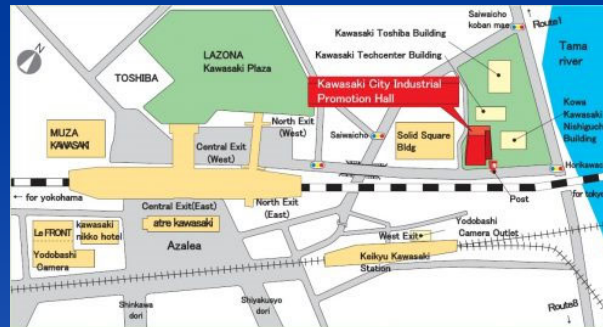 Saiwaicho
koban mae
Route1
Kawasaki Toshiba Building
Tama
river
LAZONA
Kawasaki Plaza
Kawasaki Techcenter Building
TOSHIBA
Kawasaki City Industrial
Promotion Hall
Kowa
Kawasaki
Nishiguchi
Building
North Exit
(West)
MUZA
KAWASAKI
Central Exit
(West)
Saiwaicho
Solid Square
Bldg
Horikawacho
Post
← for yokohama
for tokyo
Central Exit(East)
North Exit
(East)
Le FRONT
kawasaki
nikko hotel
atre kawasaki
Yodobashi
Camera Outlet
West Exit
Azalea
Yodobashi
Camera
Keikyu Kawasaki
Station
Shinkawa
dori
Shiyakusyo
dori
Route8